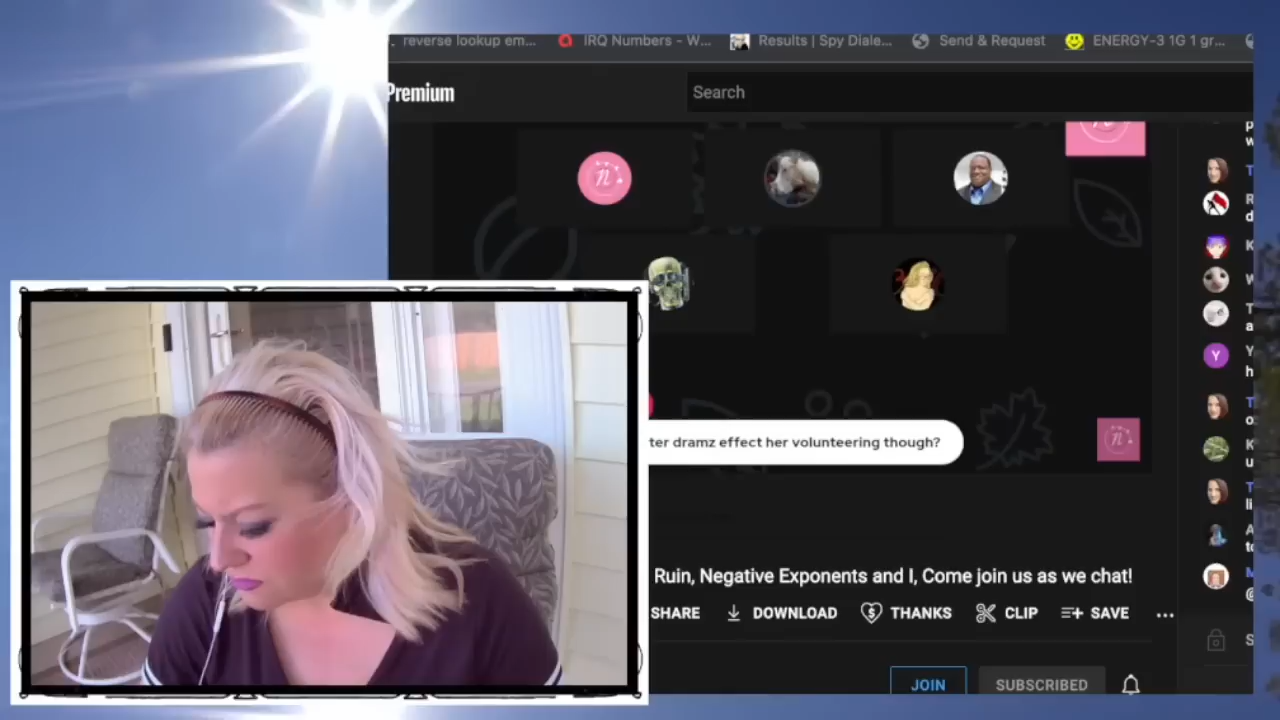 reverse lookup em... IRQ Numbers - W... Results | Spy Diale... Send & Request ENERGY-3 1G 1 gr...
Premium
Search
n
ter dramz effect her volunteering though?
n
Y
Ruin, Negative Exponents and I, Come join us as we chat!
SHARE DOWNLOAD THANKS CLIP SAVE ...
JOIN SUBSCRIBED